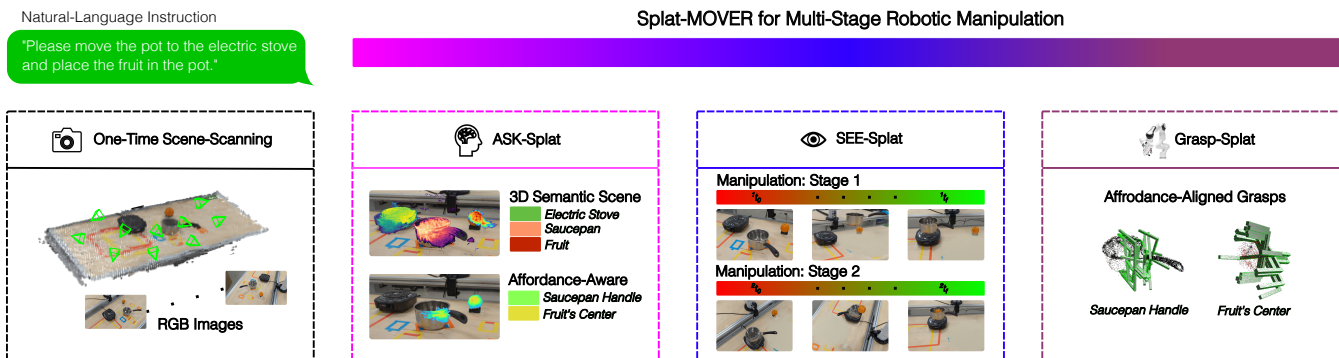 Natural-Language Instruction
"Please move the pot to the electric stove
and place the fruit in the pot."
Splat-MOVER for Multi-Stage Robotic Manipulation
One-Time Scene-Scanning
RGB Images
ASK-Splat
3D Semantic Scene
Electric Stove
Saucepan
Fruit
Affordance-Aware
Saucepan Handle
Fruit's Center
SEE-Splat
Manipulation: Stage 1
Manipulation: Stage 2
Grasp-Splat
Affrodance-Aligned Grasps
Saucepan Handle
Fruit's Center